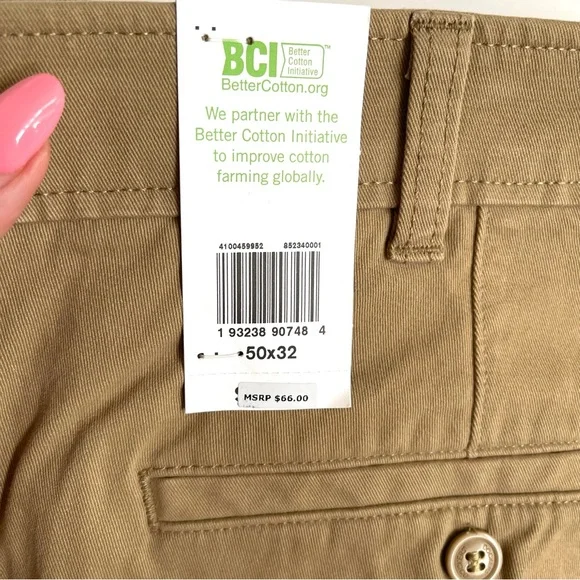 BCI Better
Cotton
Initiative™
BetterCotton.org
We partner with the
Better Cotton Initiative
to improve cotton
farming globally.
4100459952 852340001
1 93238 90748 4
50x32
MSRP $66.00